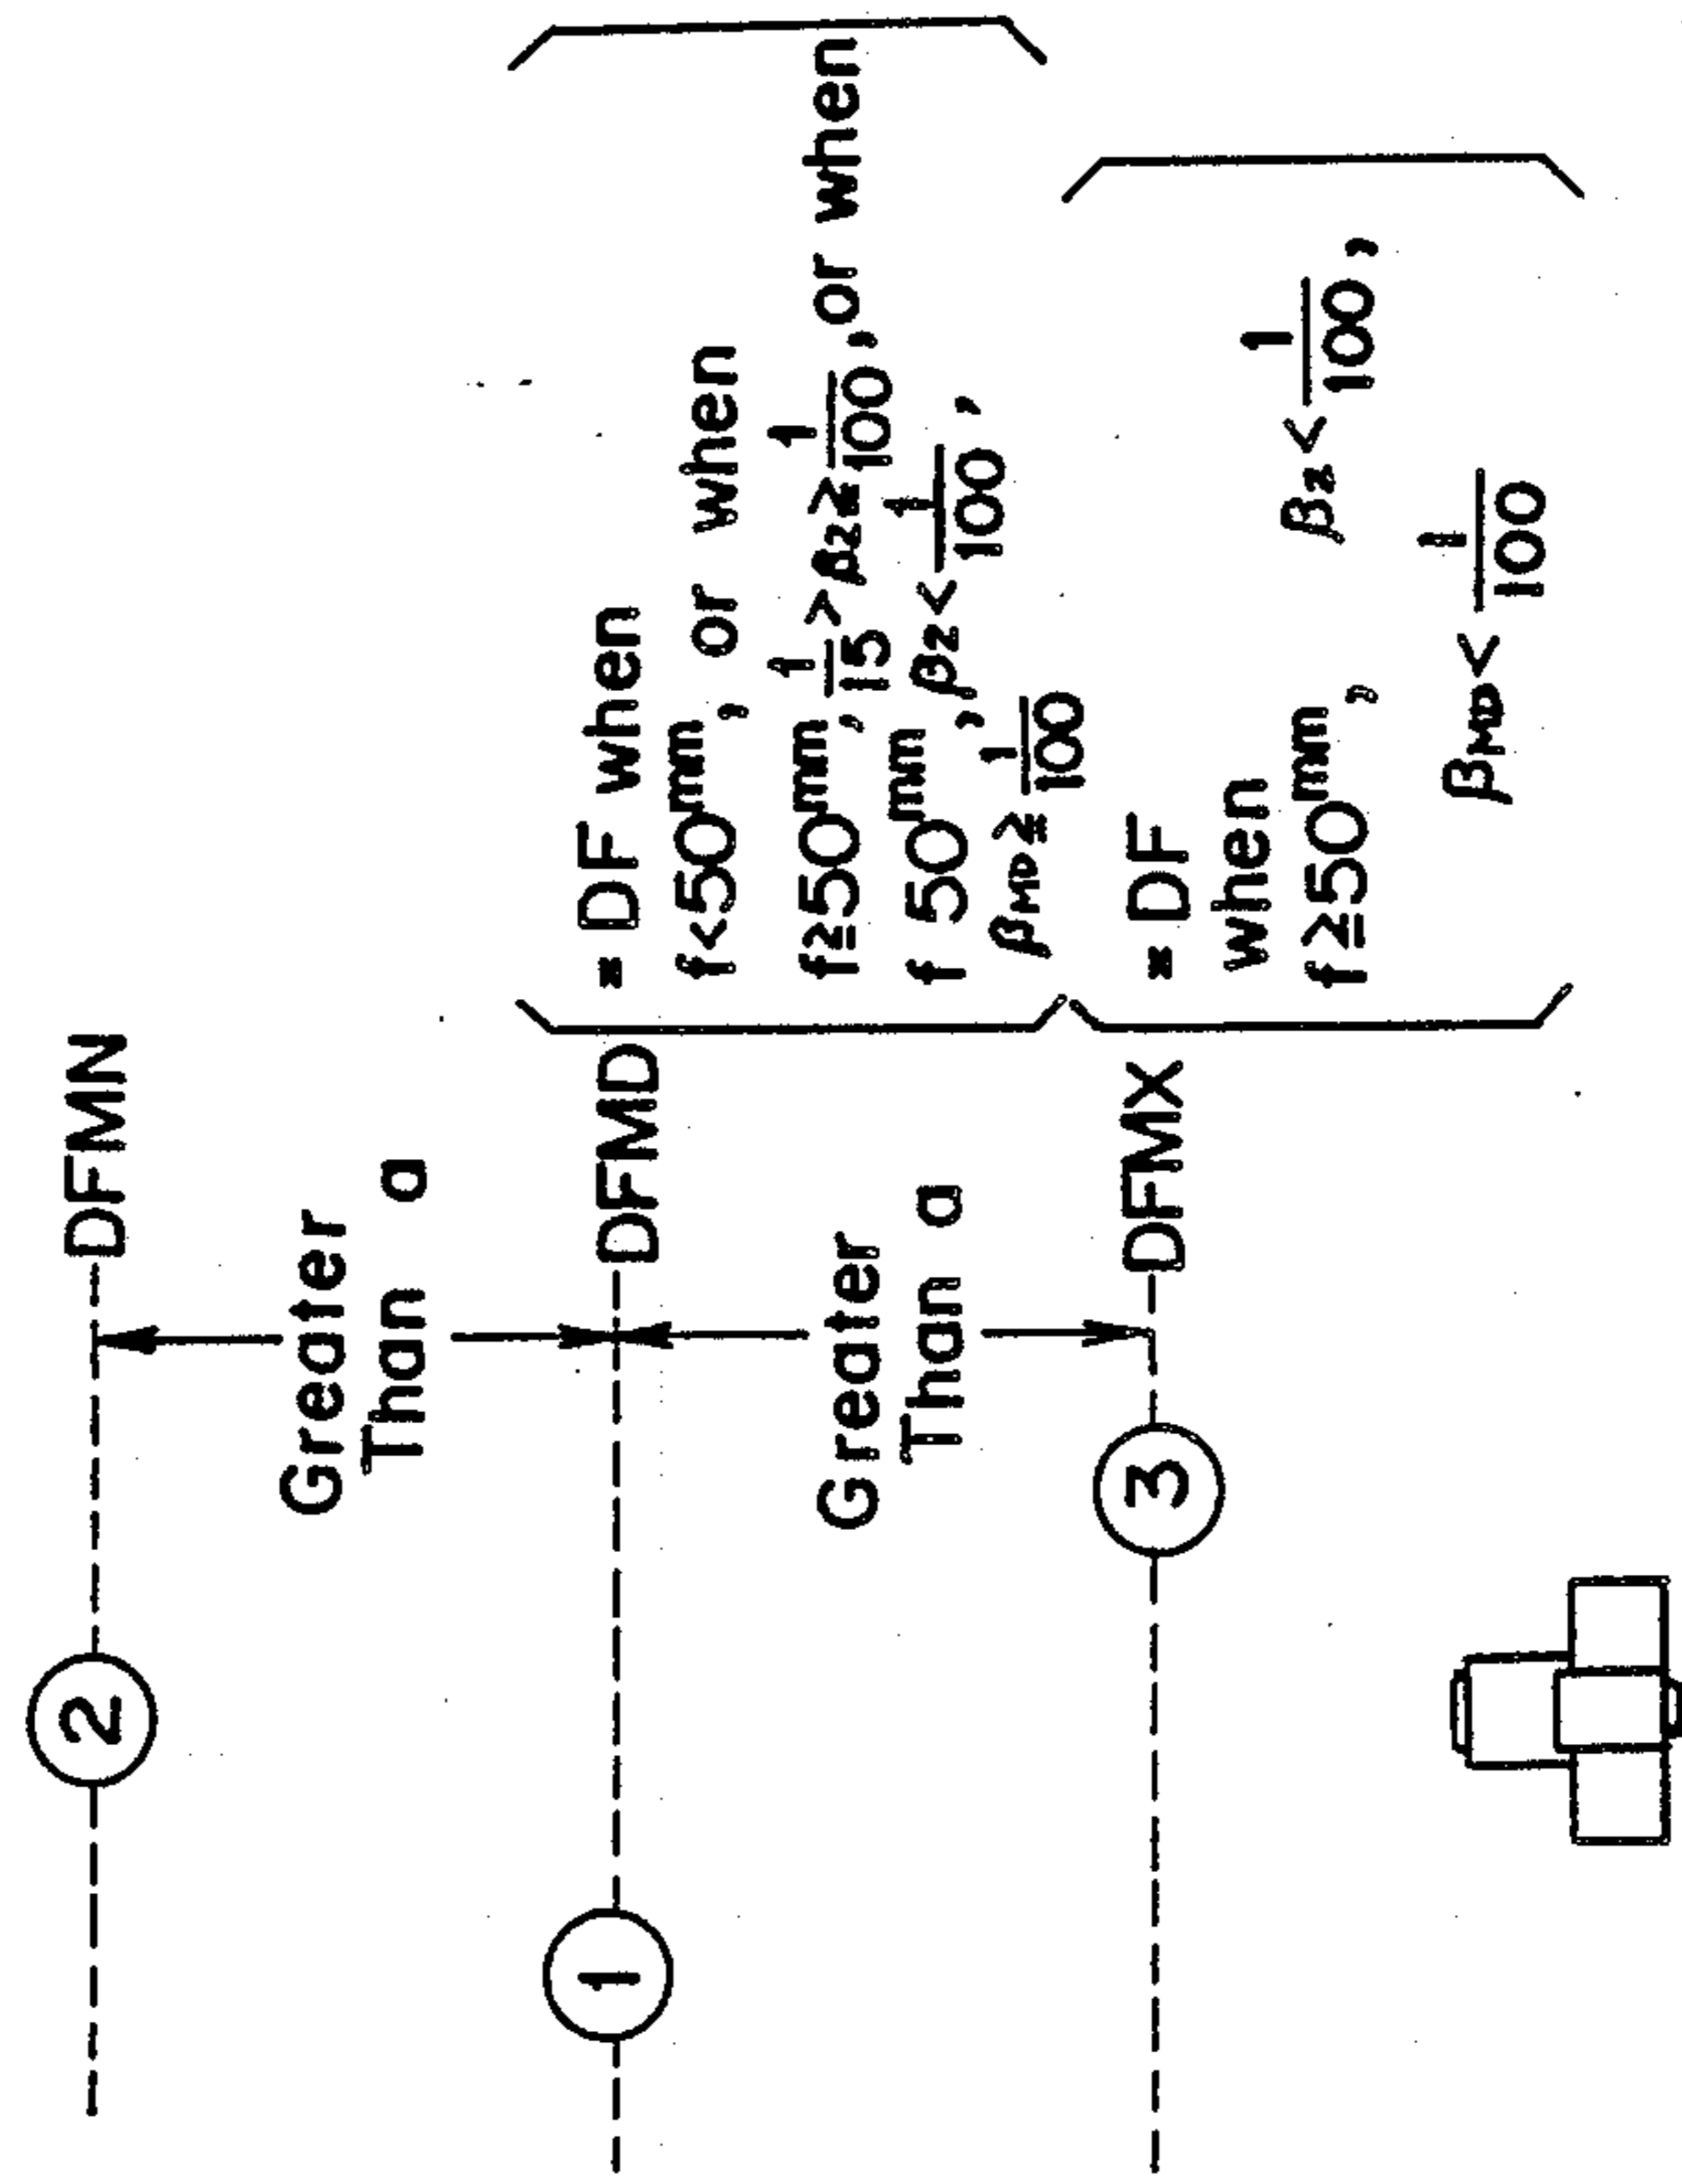 ② DFMN
Greater
Than a
① DFMD
= DF when
f<50mm, or when
f≧50mm, 1/15 > β₂ ≧ 1/100, or when
f 50mm, β₂ < 1/100,
βMD ≧ 1/100
Greater
Than a
③ DFMX
= DF
when
f≧50mm, β₂ < 1/100,
βMD < 1/100